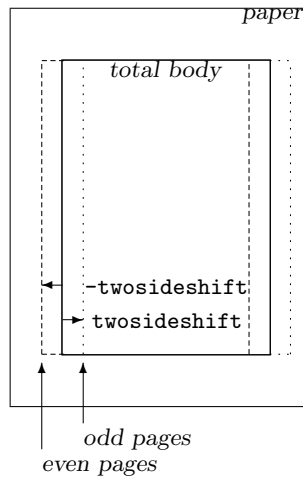 paper
total body
-twosideshift
twosideshift
odd pages
even pages